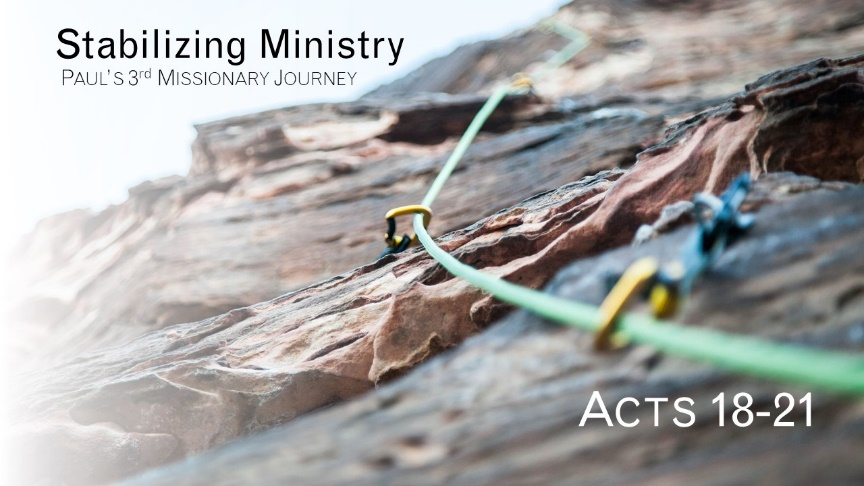 Stabilizing Ministry
Paul's 3rd Missionary Journey
Acts 18-21